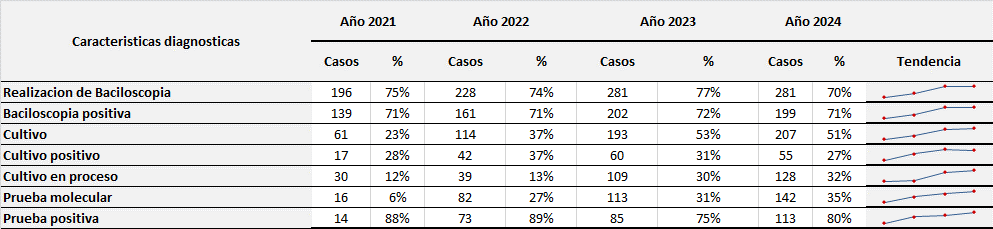 Año 2021 Año 2022 Año 2023 Año 2024
Caracteristicas diagnosticas
Casos % Casos % Casos % Casos % Tendencia
Realizacion de Baciloscopia 196 75% 228 74% 281 77% 281 70%
Baciloscopia positiva 139 71% 161 71% 202 72% 199 71%
Cultivo 61 23% 114 37% 193 53% 207 51%
Cultivo positivo 17 28% 42 37% 60 31% 55 27%
Cultivo en proceso 30 12% 39 13% 109 30% 128 32%
Prueba molecular 16 6% 82 27% 113 31% 142 35%
Prueba positiva 14 88% 73 89% 85 75% 113 80%